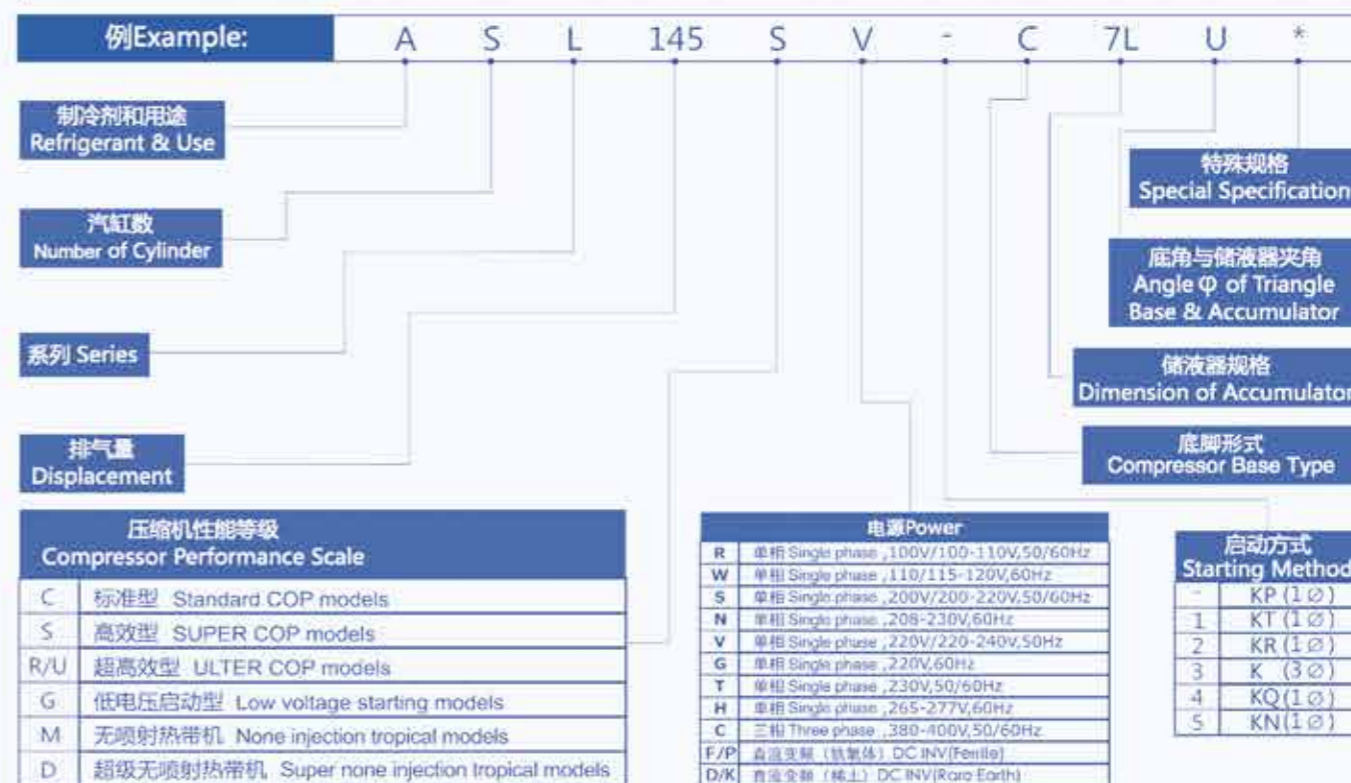 例Example: A S L 145 S V - C 7L U *
制冷剂和用途
Refrigerant & Use
汽缸数
Number of Cylinder
系列 Series
排气量
Displacement
特殊规格
Special Specification
底角与储液器夹角
Angle Φ of Triangle
Base & Accumulator
储液器规格
Dimension of Accumulator
底脚形式
Compressor Base Type
压缩机性能等级
Compressor Performance Scale
C 标准型 Standard COP models
S 高效型 SUPER COP models
R/U 超高效型 ULTER COP models
G 低电压启动型 Low voltage starting models
M 无喷射热带机 None injection tropical models
D 超级无喷射热带机 Super none injection tropical models
电源Power
R 单相 Single phase ,100V/100-110V,50/60Hz
W 单相 Single phase ,110/115-120V,60Hz
S 单相 Single phase ,200V/200-220V,50/60Hz
N 单相 Single phase ,208-230V,60Hz
V 单相 Single phase ,220V/220-240V,50Hz
G 单相 Single phase ,220V,60Hz
T 单相 Single phase ,230V,50/60Hz
H 单相 Single phase ,265-277V,60Hz
C 三相 Three phase ,380-400V,50/60Hz
F/P 直流变频（铁氧体）DC INV(Ferrite)
D/K 直流变频（稀土）DC INV(Rare Earth)
启动方式
Starting Method
- KP (1∅)
1 KT (1∅)
2 KR (1∅)
3 K (3∅)
4 KQ(1∅)
5 KN(1∅)